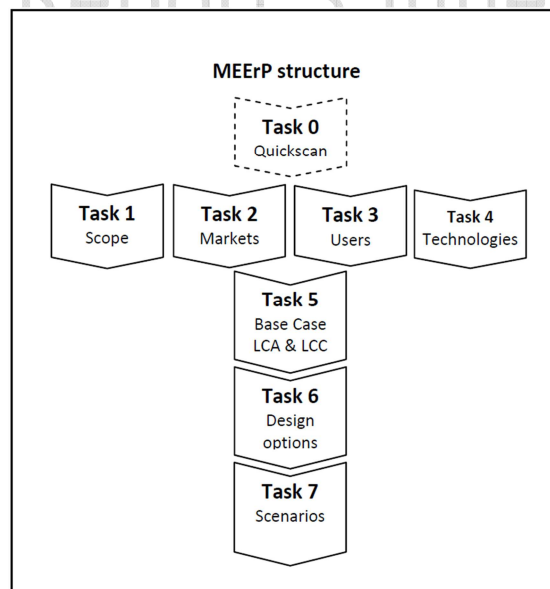 MEErP structure
Task 0
Quickscan
Task 1
Scope
Task 2
Markets
Task 3
Users
Task 4
Technologies
Task 5
Base Case
LCA & LCC
Task 6
Design
options
Task 7
Scenarios